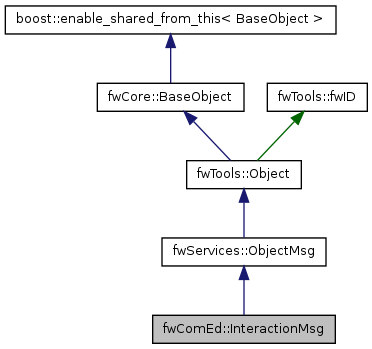 boost::enable_shared_from_this< BaseObject >
fwCore::BaseObject
fwTools::fwID
fwTools::Object
fwServices::ObjectMsg
fwComEd::InteractionMsg